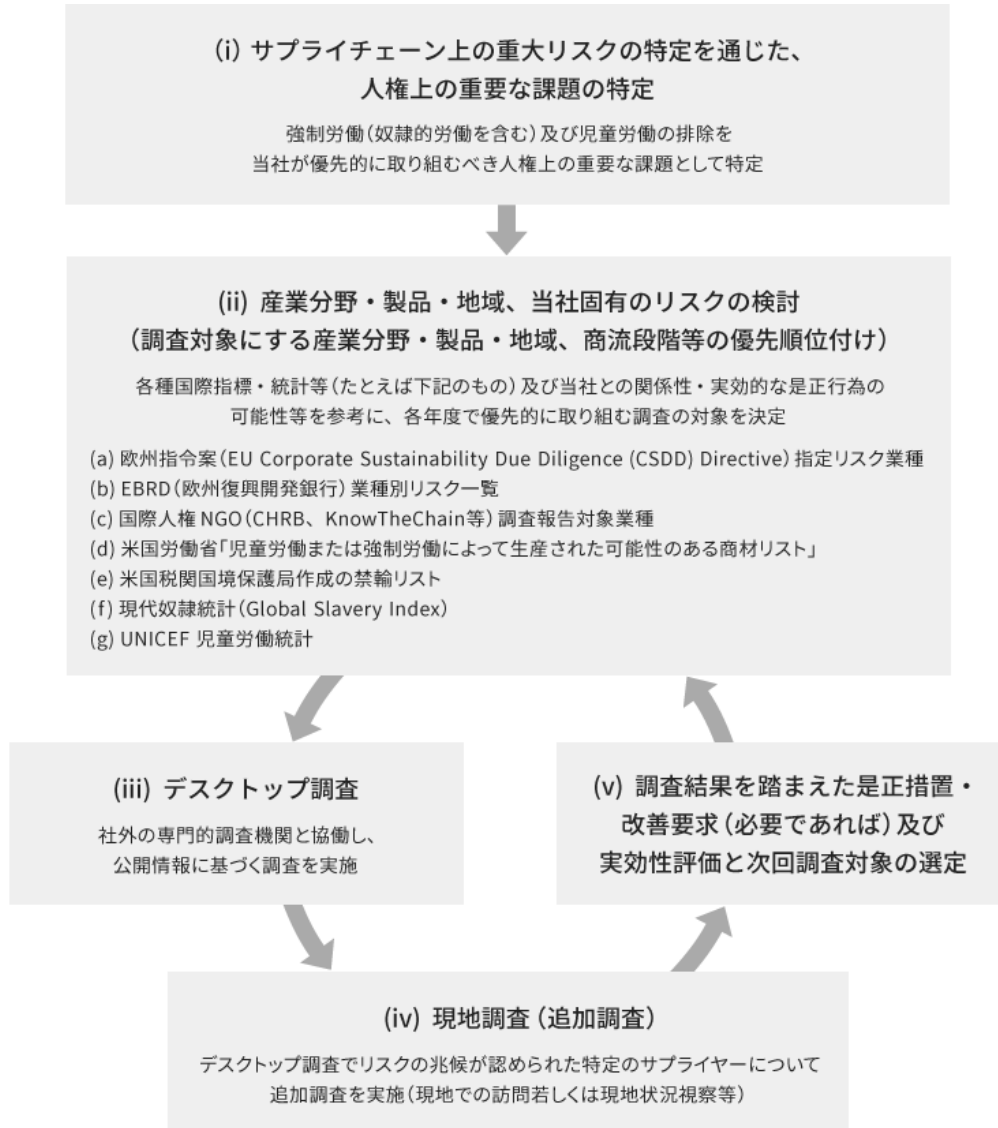 (i) サプライチェーン上の重大リスクの特定を通じた、
人権上の重要な課題の特定
強制労働(奴隷的労働を含む)及び児童労働の排除を
当社が優先的に取り組むべき人権上の重要な課題として特定
(ii) 産業分野・製品・地域、当社固有のリスクの検討
(調査対象にする産業分野・製品・地域、商流段階等の優先順位付け)
各種国際指標・統計等(たとえば下記のもの)及び当社との関係性・実効的な是正行為の
可能性等を参考に、各年度で優先的に取り組む調査の対象を決定
(a) 欧州指令案(EU Corporate Sustainability Due Diligence (CSDD) Directive)指定リスク業種
(b) EBRD(欧州復興開発銀行)業種別リスク一覧
(c) 国際人権 NGO(CHRB、KnowTheChain等)調査報告対象業種
(d) 米国労働省「児童労働または強制労働によって生産された可能性のある商材リスト」
(e) 米国税関国境保護局作成の禁輸リスト
(f) 現代奴隷統計(Global Slavery Index)
(g) UNICEF 児童労働統計
(iii) デスクトップ調査
社外の専門的調査機関と協働し、
公開情報に基づく調査を実施
(iv) 現地調査(追加調査)
デスクトップ調査でリスクの兆候が認められた特定のサプライヤーについて
追加調査を実施(現地での訪問若しくは現地状況視察等)
(v) 調査結果を踏まえた是正措置・
改善要求(必要であれば)及び
実効性評価と次回調査対象の選定